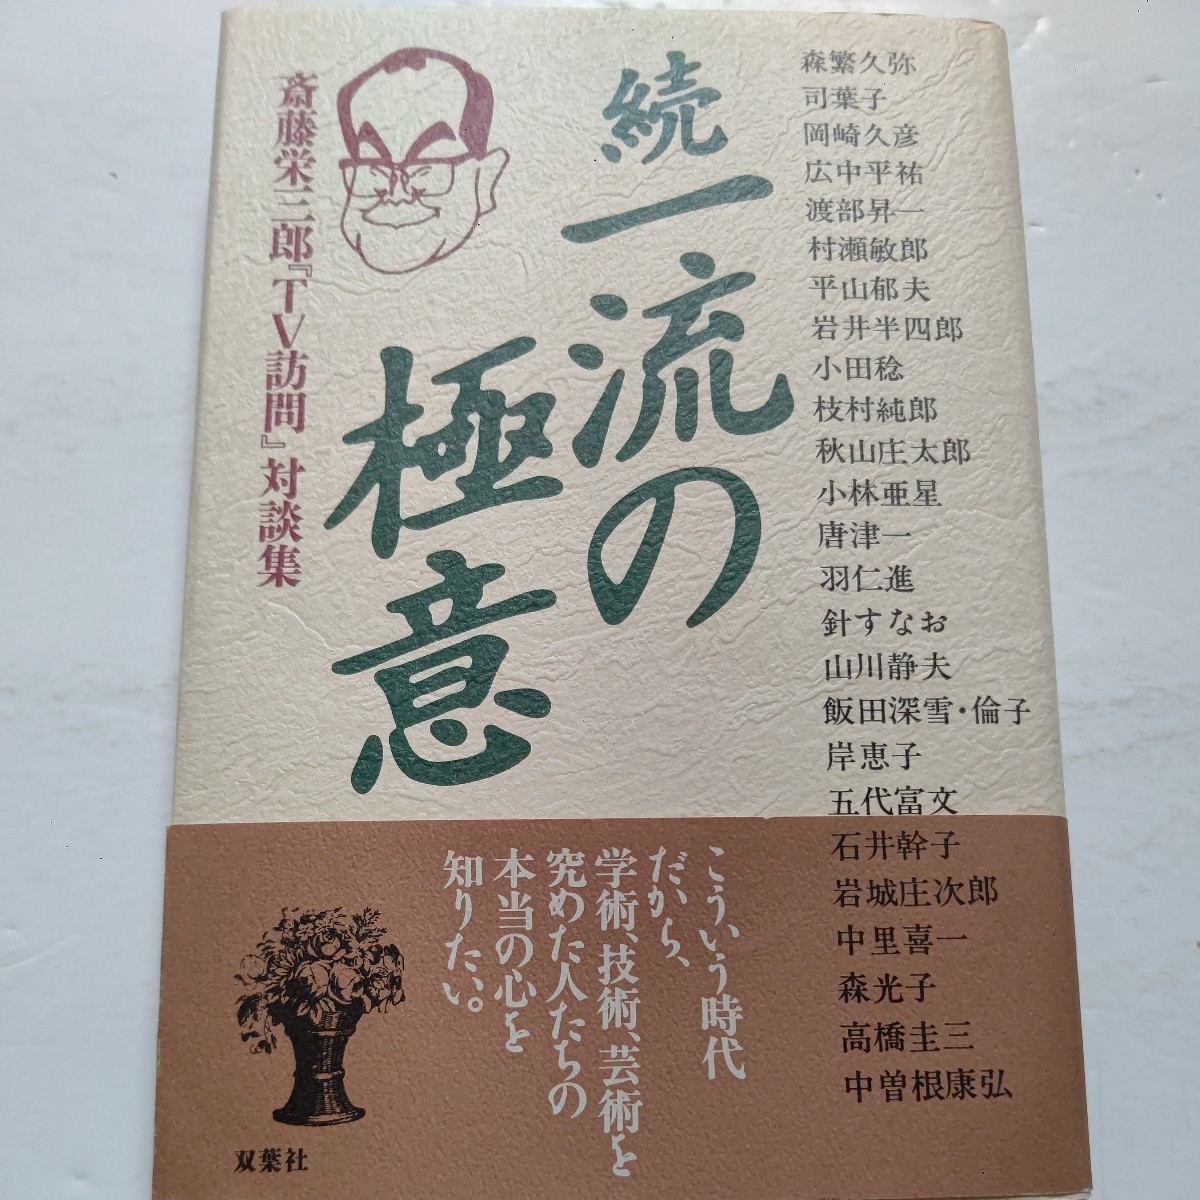 続
一流の
極意
斎藤栄三郎『TV訪問』対談集
森繁久弥
司葉子
岡崎久彦
広中平祐
渡部昇一
村瀬敏郎
平山郁夫
岩井半四郎
小田稔
枝村純郎
秋山庄太郎
小林亜星
唐津一
羽仁進
針すなお
山川静夫
飯田深雪・倫子
岸恵子
五代富文
石井幹子
岩城庄次郎
中里喜一
森光子
高橋圭三
中曽根康弘
こういう時代
だから、
学術、技術、芸術を
究めた人たちの
本当の心を
知りたい。
双葉社